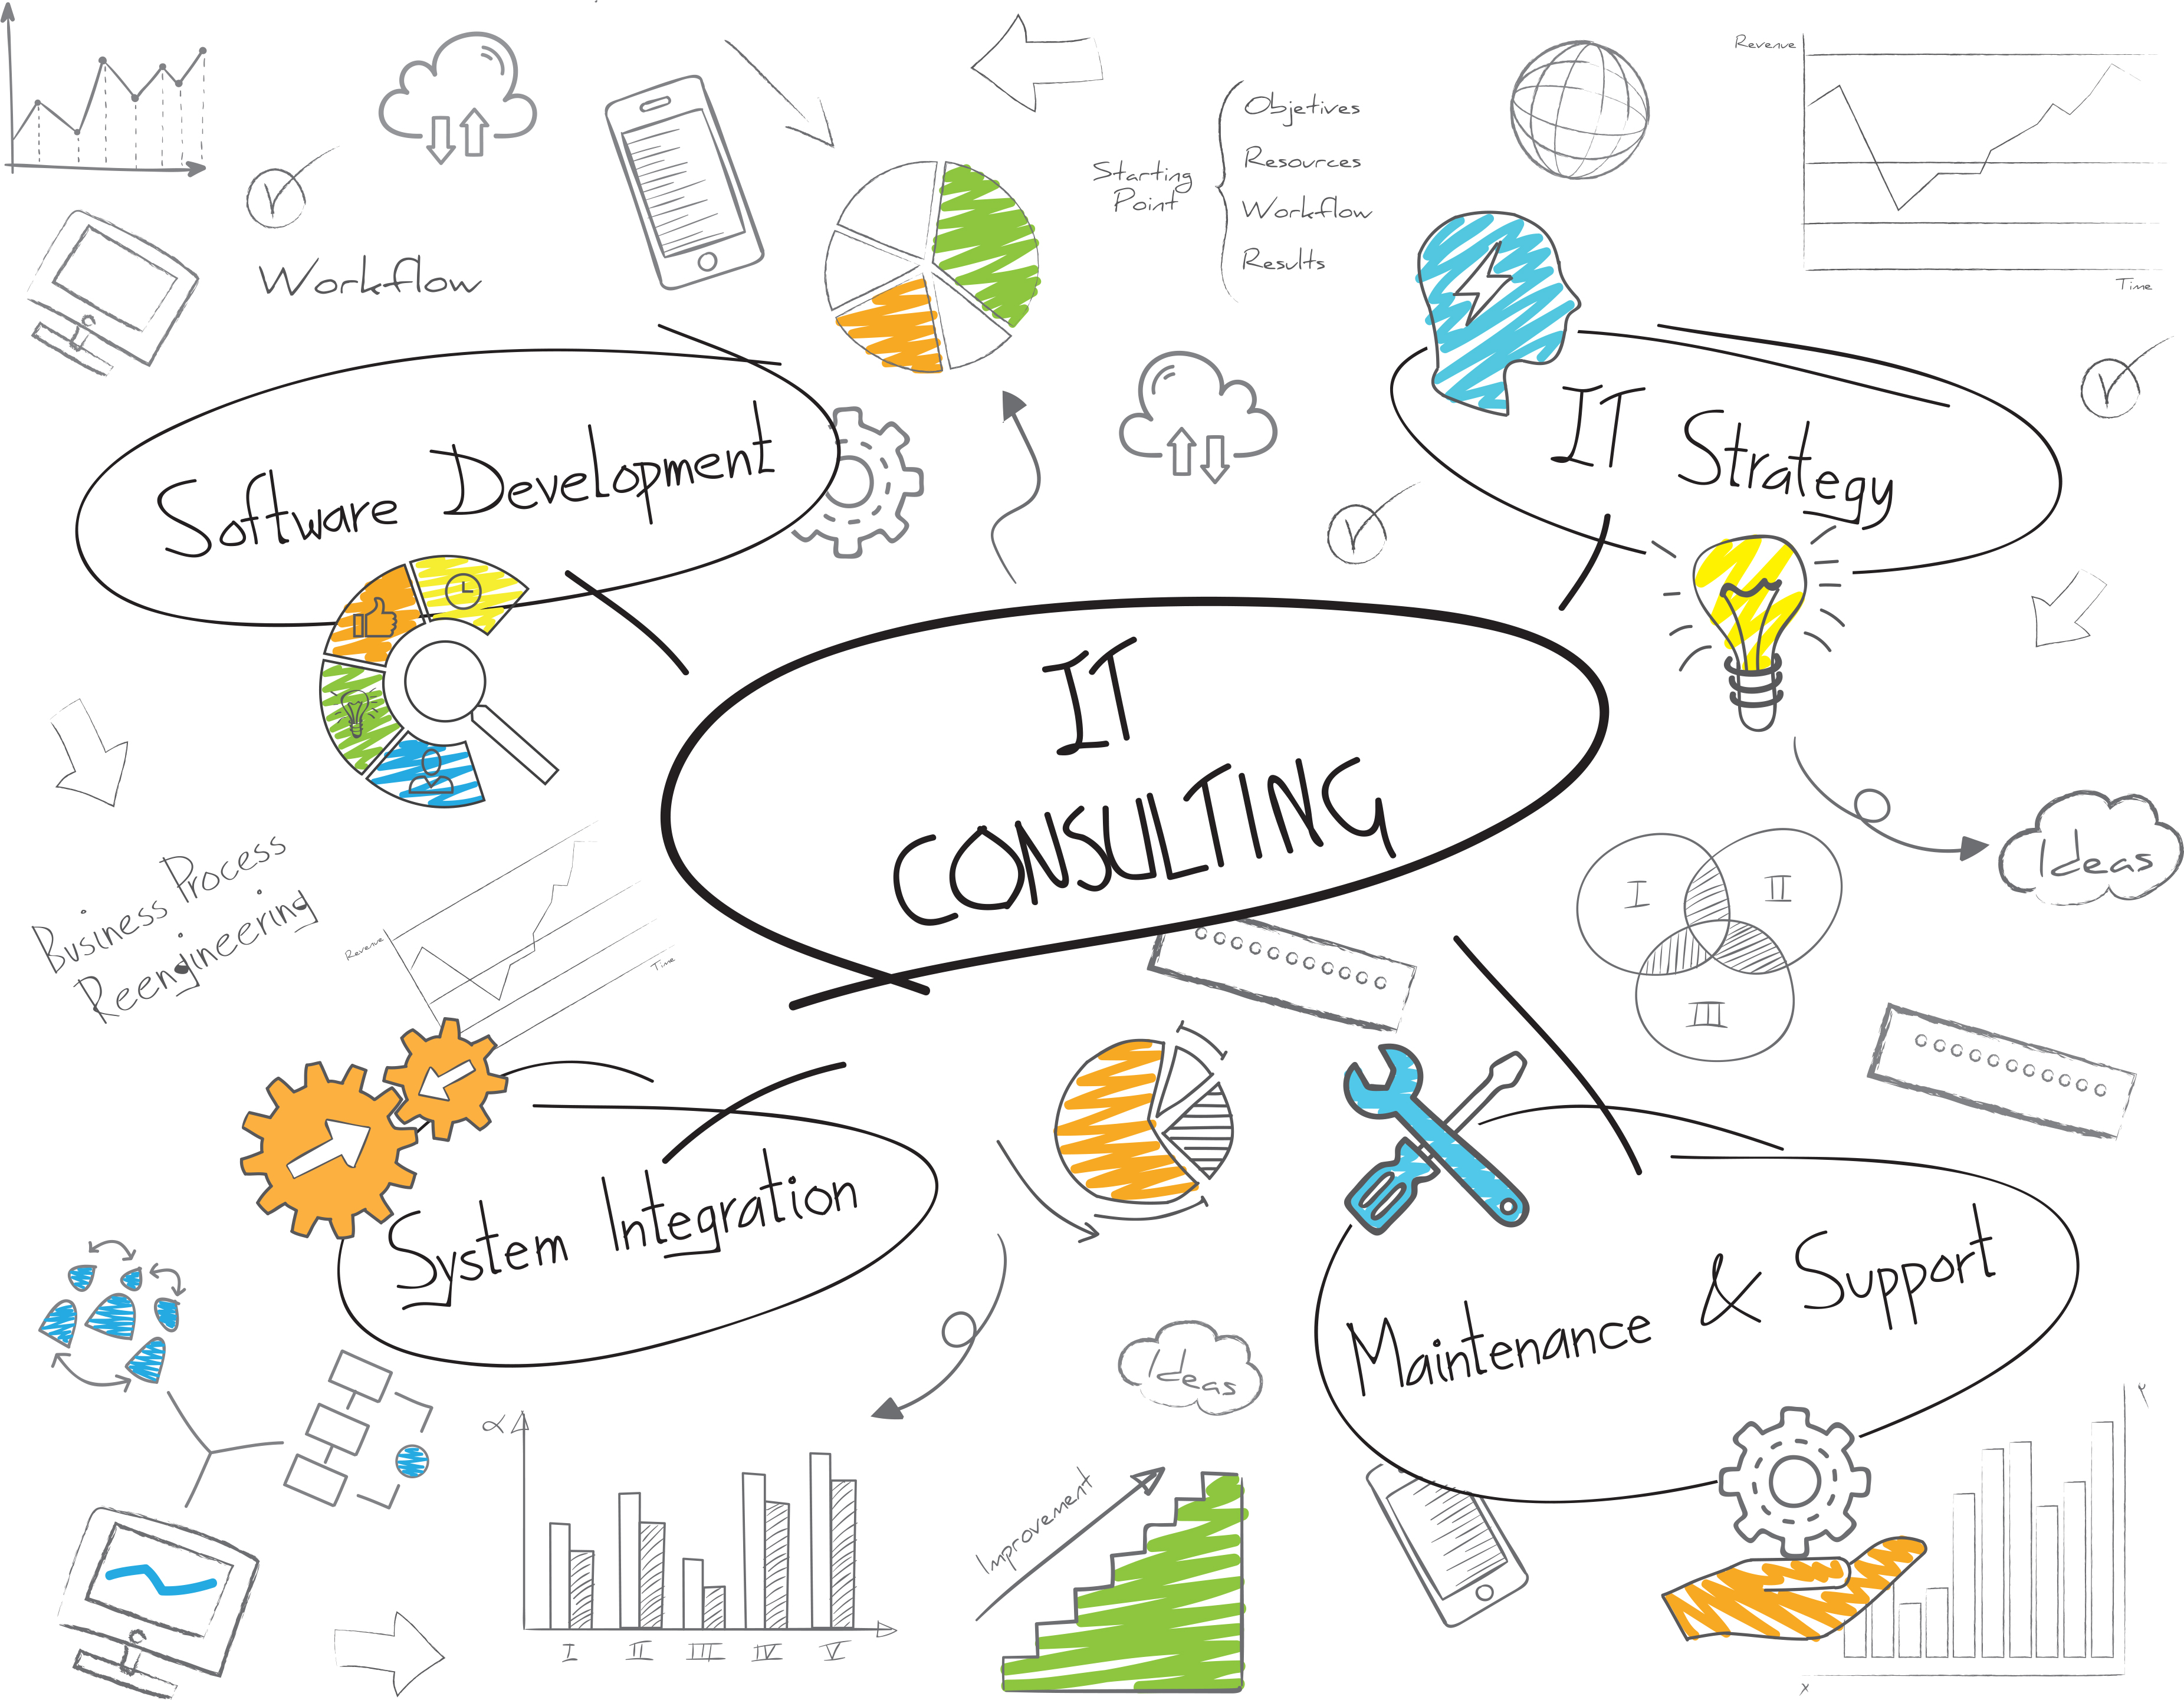 Revenue
Objetives
Resources
Starting
Point
Workflow
Results
Workflow
Time
Software Development
IT Strategy
IT
CONSULTING
Ideas
Business Process
Reengineering
Revenue
Time
I
II
III
System Integration
Maintenance & Support
Ideas
Improvement
α
I
II
III
IV
V
Y
X